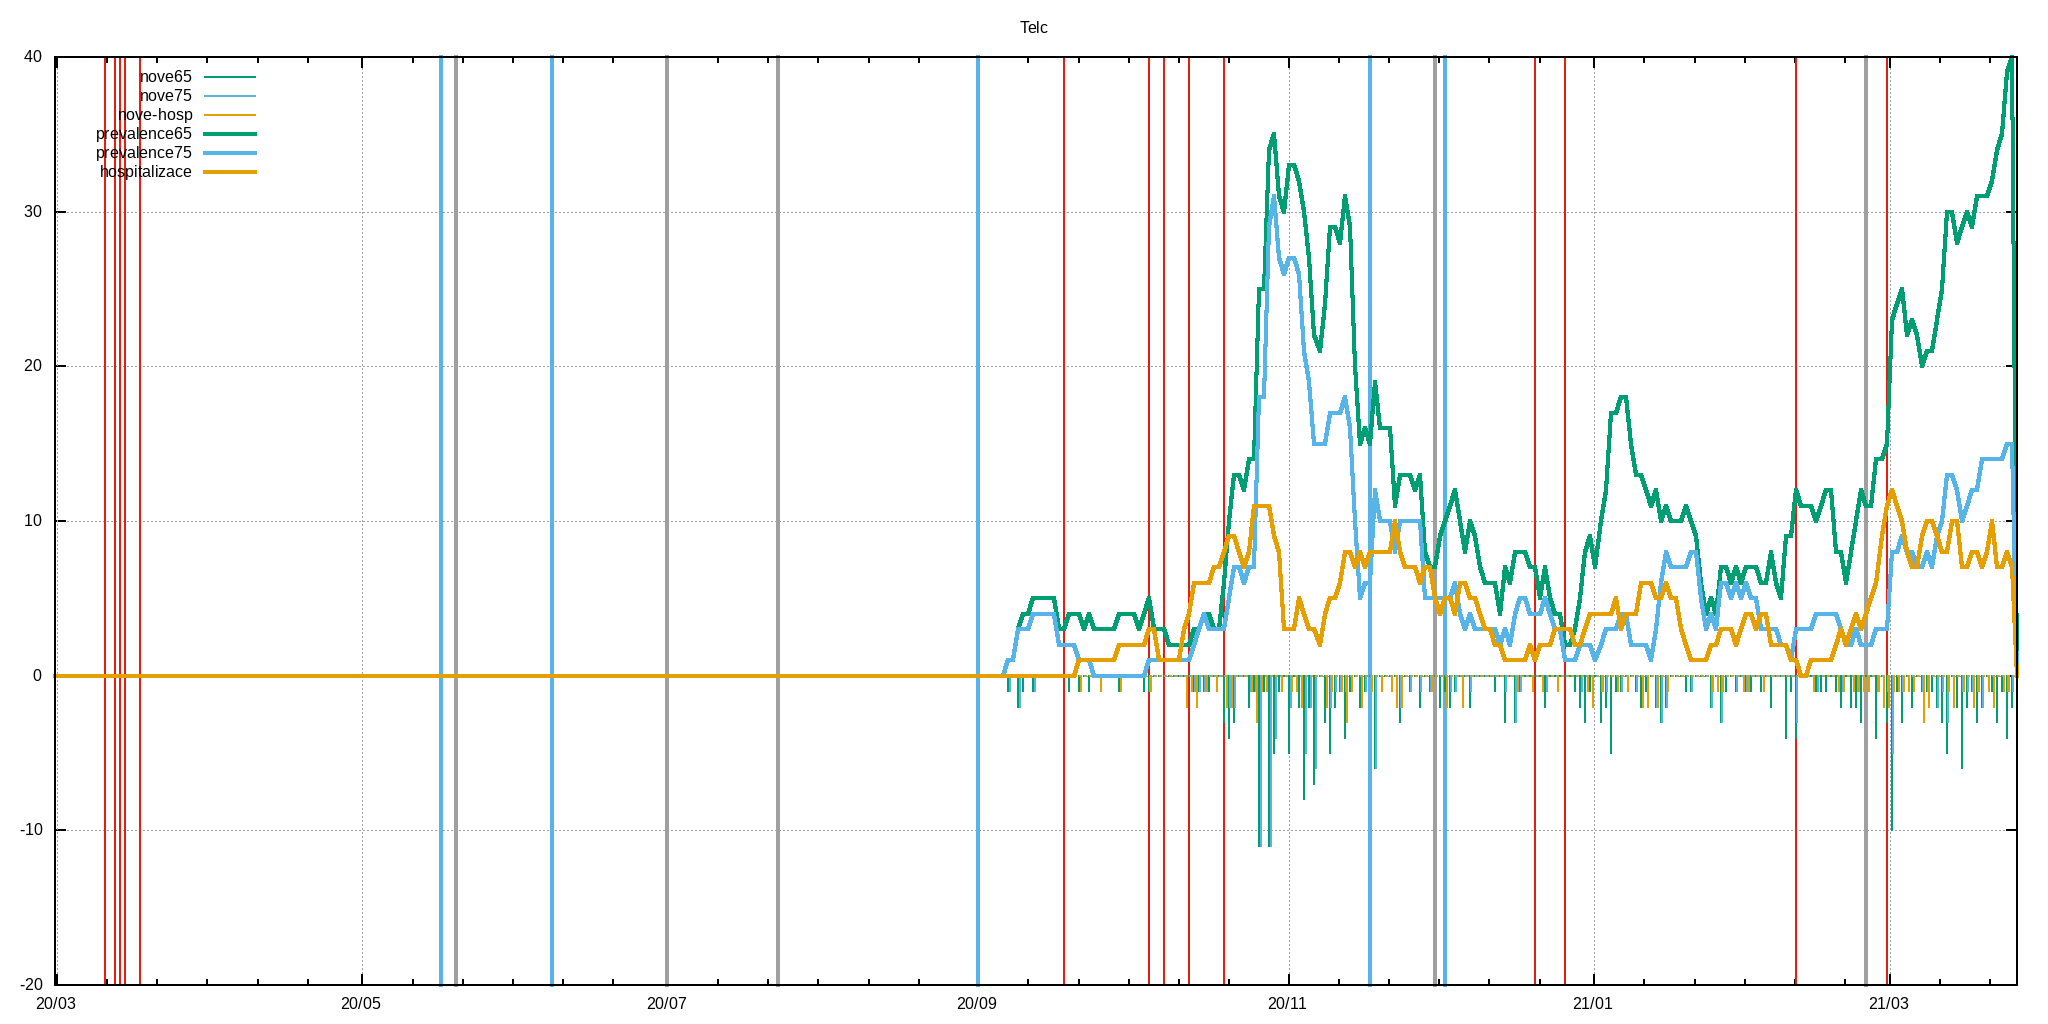 Telc
40
nove65
nove75
nove-hosp
prevalence65
prevalence75
hospitalizace
30
20
10
0
-10
-20
20/03 20/05 20/07 20/09 20/11 21/01 21/03